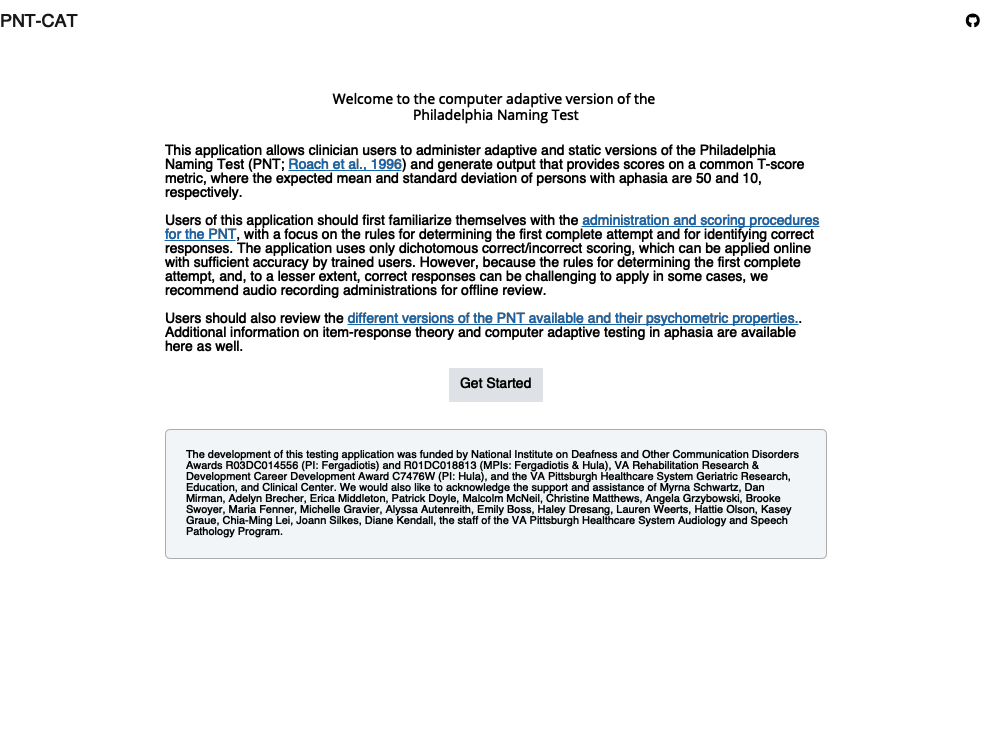 PNT-CAT
Welcome to the computer adaptive version of the
Philadelphia Naming Test
This application allows clinician users to administer adaptive and static versions of the Philadelphia
Naming Test (PNT; Roach et al., 1996) and generate output that provides scores on a common T-score
metric, where the expected mean and standard deviation of persons with aphasia are 50 and 10,
respectively.
Users of this application should first familiarize themselves with the administration and scoring procedures
for the PNT, with a focus on the rules for determining the first complete attempt and for identifying correct
responses. The application uses only dichotomous correct/incorrect scoring, which can be applied online
with sufficient accuracy by trained users. However, because the rules for determining the first complete
attempt, and, to a lesser extent, correct responses can be challenging to apply in some cases, we
recommend audio recording administrations for offline review.
Users should also review the different versions of the PNT available and their psychometric properties..
Additional information on item-response theory and computer adaptive testing in aphasia are available
here as well.
Get Started
The development of this testing application was funded by National Institute on Deafness and Other Communication Disorders
Awards R03DC014556 (PI: Fergadiotis) and R01DC018813 (MPIs: Fergadiotis & Hula), VA Rehabilitation Research &
Development Career Development Award C7476W (PI: Hula), and the VA Pittsburgh Healthcare System Geriatric Research,
Education, and Clinical Center. We would also like to acknowledge the support and assistance of Myrna Schwartz, Dan
Mirman, Adelyn Brecher, Erica Middleton, Patrick Doyle, Malcolm McNeil, Christine Matthews, Angela Grzybowski, Brooke
Swoyer, Maria Fenner, Michelle Gravier, Alyssa Autenreith, Emily Boss, Haley Dresang, Lauren Weerts, Hattie Olson, Kasey
Graue, Chia-Ming Lei, Joann Silkes, Diane Kendall, the staff of the VA Pittsburgh Healthcare System Audiology and Speech
Pathology Program.